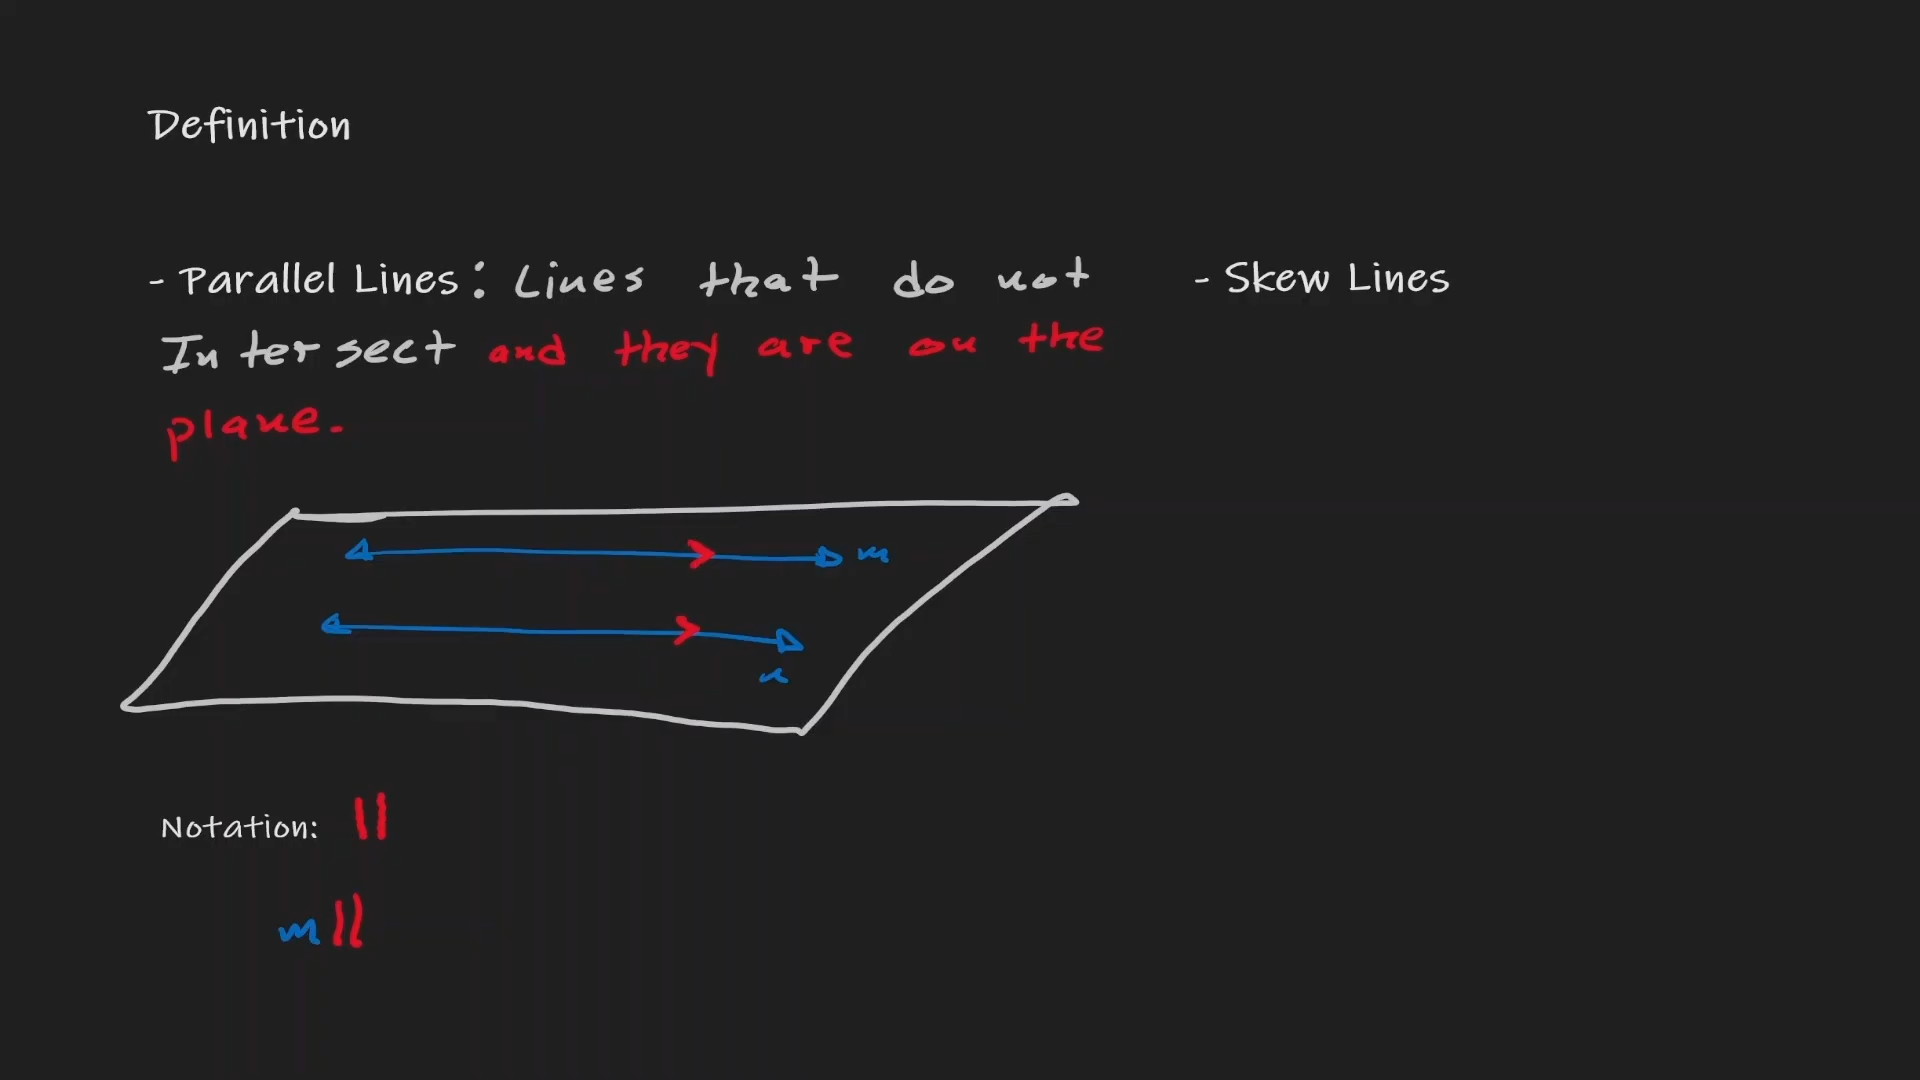 Definition
- Parallel Lines: Lines that do not
Intersect and they are on the
plane.
- Skew Lines
m
n
Notation: ||
m||